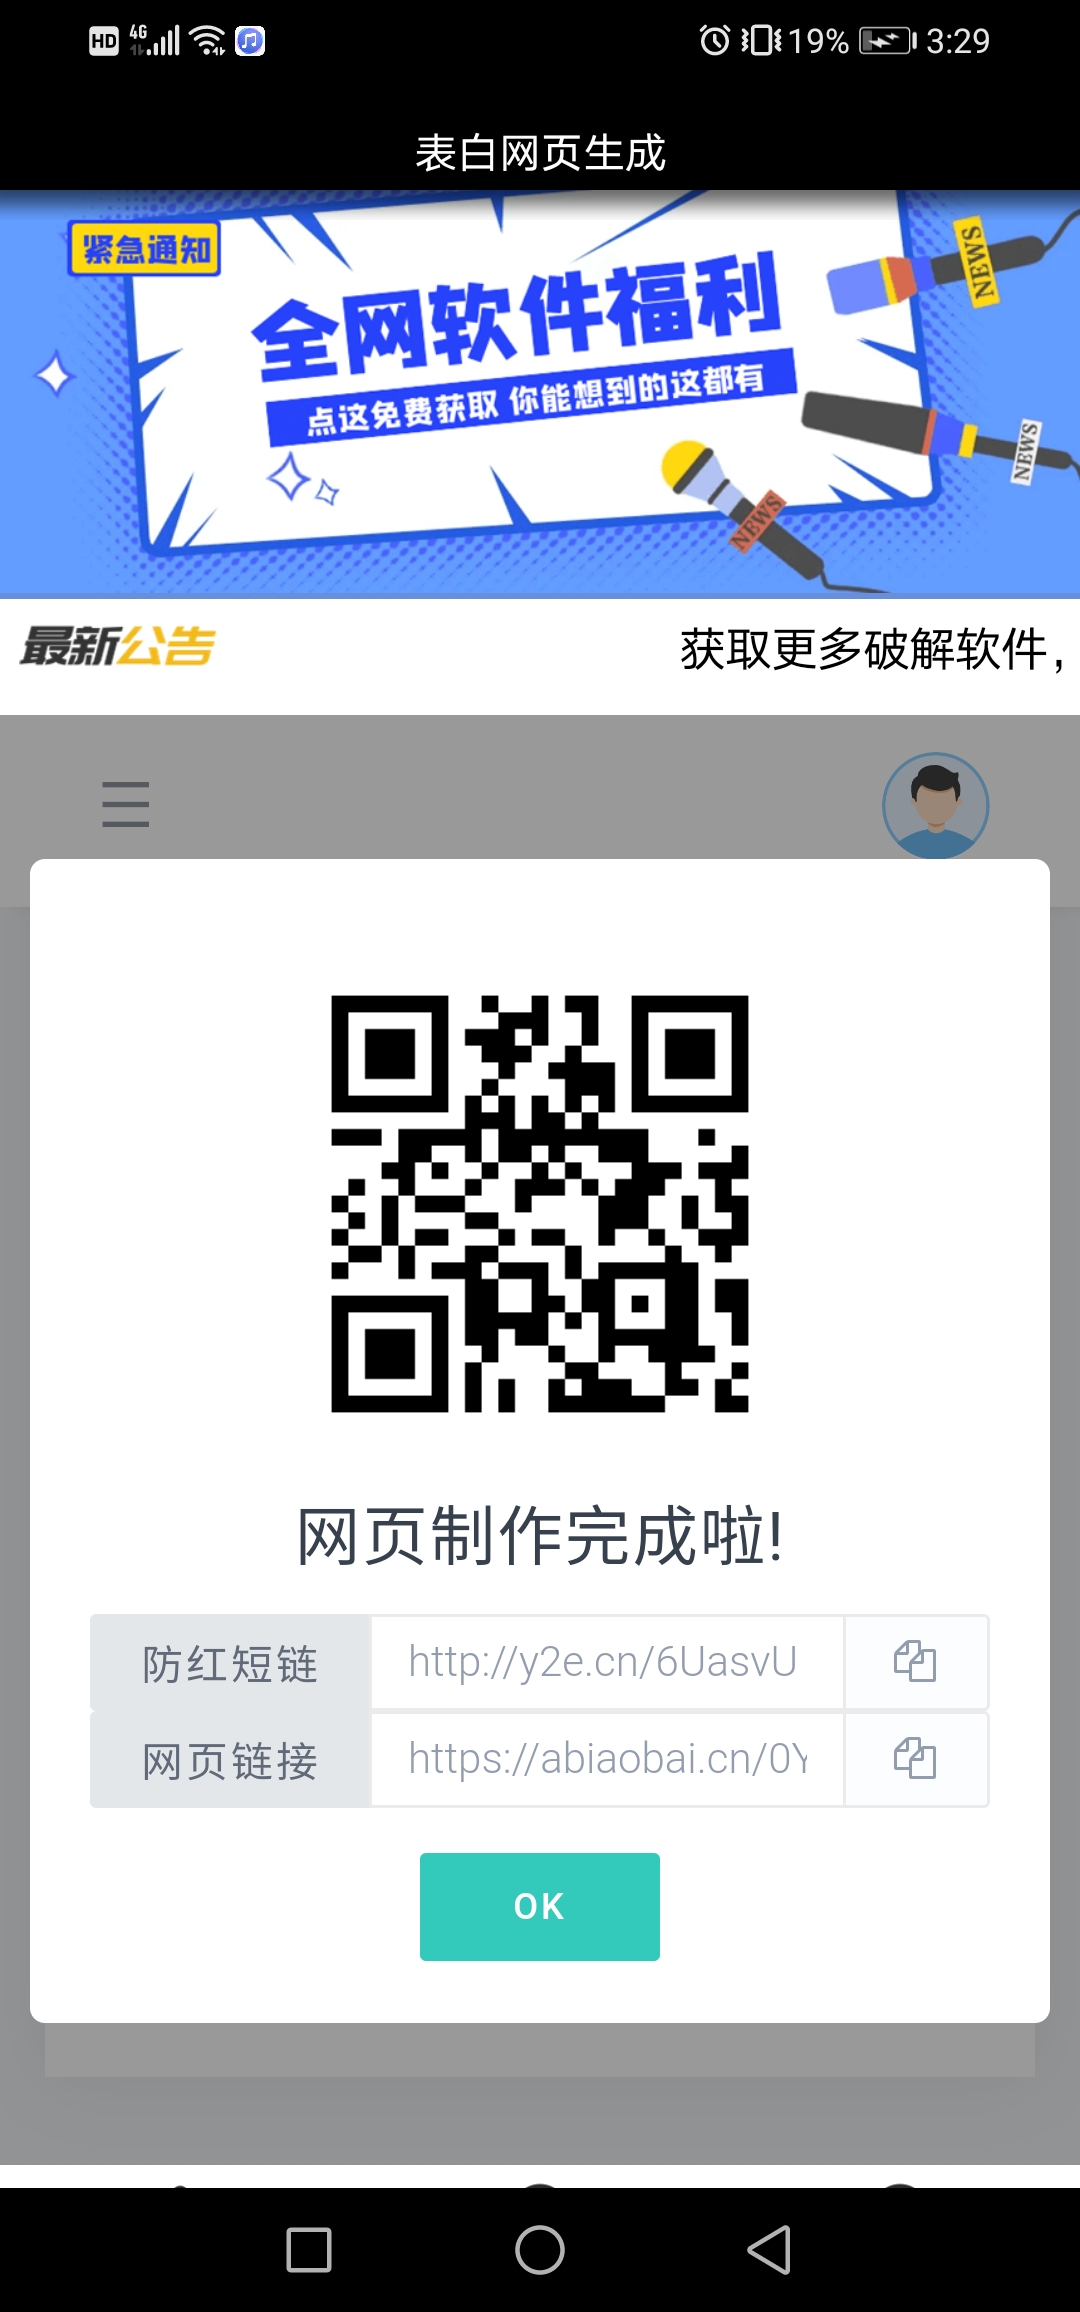 HD 4G 19% 3:29
表白网页生成
紧急通知
全网软件福利
点这免费获取 你能想到的这都有
NEWS
NEWS
NEWS
最新公告
获取更多破解软件，
网页制作完成啦!
防红短链 http://y2e.cn/6UasvU
网页链接 https://abiaobai.cn/0Y
OK